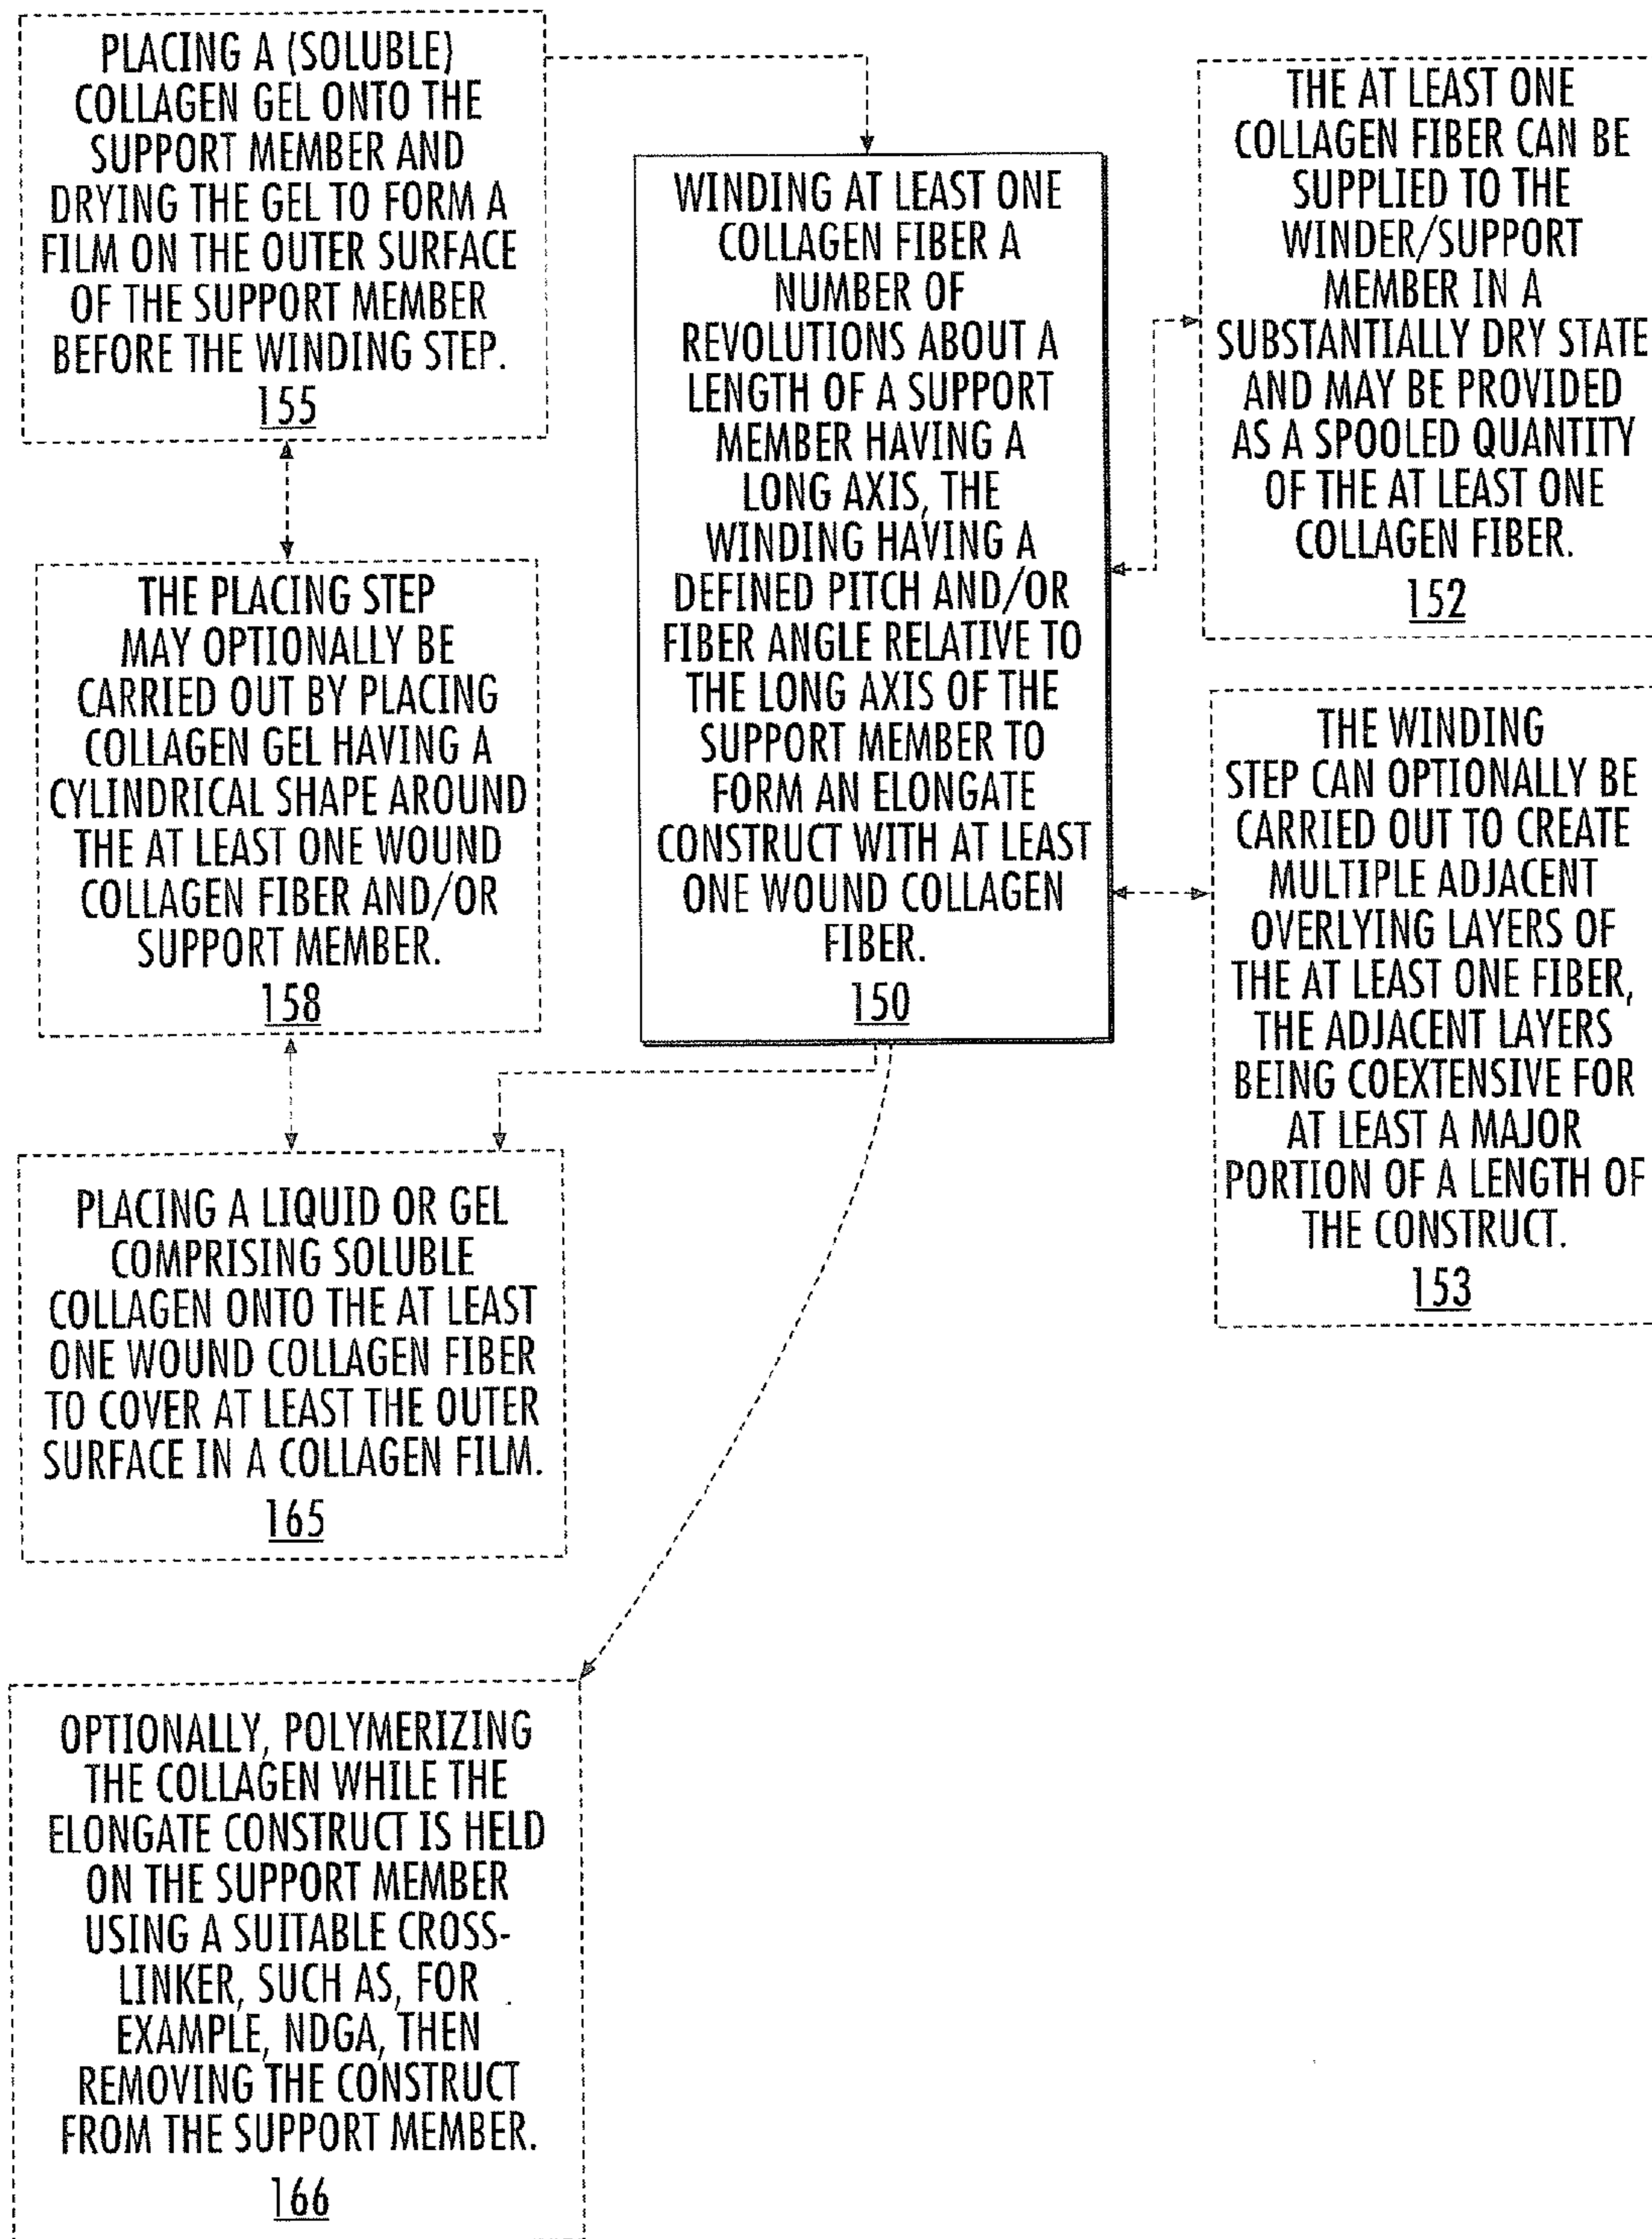 PLACING A (SOLUBLE)
COLLAGEN GEL ONTO THE
SUPPORT MEMBER AND
DRYING THE GEL TO FORM A
FILM ON THE OUTER SURFACE
OF THE SUPPORT MEMBER
BEFORE THE WINDING STEP.
155
THE PLACING STEP
MAY OPTIONALLY BE
CARRIED OUT BY PLACING
COLLAGEN GEL HAVING A
CYLINDRICAL SHAPE AROUND
THE AT LEAST ONE WOUND
COLLAGEN FIBER AND/OR
SUPPORT MEMBER.
158
PLACING A LIQUID OR GEL
COMPRISING SOLUBLE
COLLAGEN ONTO THE AT LEAST
ONE WOUND COLLAGEN FIBER
TO COVER AT LEAST THE OUTER
SURFACE IN A COLLAGEN FILM.
165
OPTIONALLY, POLYMERIZING
THE COLLAGEN WHILE THE
ELONGATE CONSTRUCT IS HELD
ON THE SUPPORT MEMBER
USING A SUITABLE CROSS-
LINKER, SUCH AS, FOR
EXAMPLE, NDGA, THEN
REMOVING THE CONSTRUCT
FROM THE SUPPORT MEMBER.
166
WINDING AT LEAST ONE
COLLAGEN FIBER A
NUMBER OF
REVOLUTIONS ABOUT A
LENGTH OF A SUPPORT
MEMBER HAVING A
LONG AXIS, THE
WINDING HAVING A
DEFINED PITCH AND/OR
FIBER ANGLE RELATIVE TO
THE LONG AXIS OF THE
SUPPORT MEMBER TO
FORM AN ELONGATE
CONSTRUCT WITH AT LEAST
ONE WOUND COLLAGEN
FIBER.
150
THE AT LEAST ONE
COLLAGEN FIBER CAN BE
SUPPLIED TO THE
WINDER/SUPPORT
MEMBER IN A
SUBSTANTIALLY DRY STATE
AND MAY BE PROVIDED
AS A SPOOLED QUANTITY
OF THE AT LEAST ONE
COLLAGEN FIBER.
152
THE WINDING
STEP CAN OPTIONALLY BE
CARRIED OUT TO CREATE
MULTIPLE ADJACENT
OVERLYING LAYERS OF
THE AT LEAST ONE FIBER,
THE ADJACENT LAYERS
BEING COEXTENSIVE FOR
AT LEAST A MAJOR
PORTION OF A LENGTH OF
THE CONSTRUCT.
153